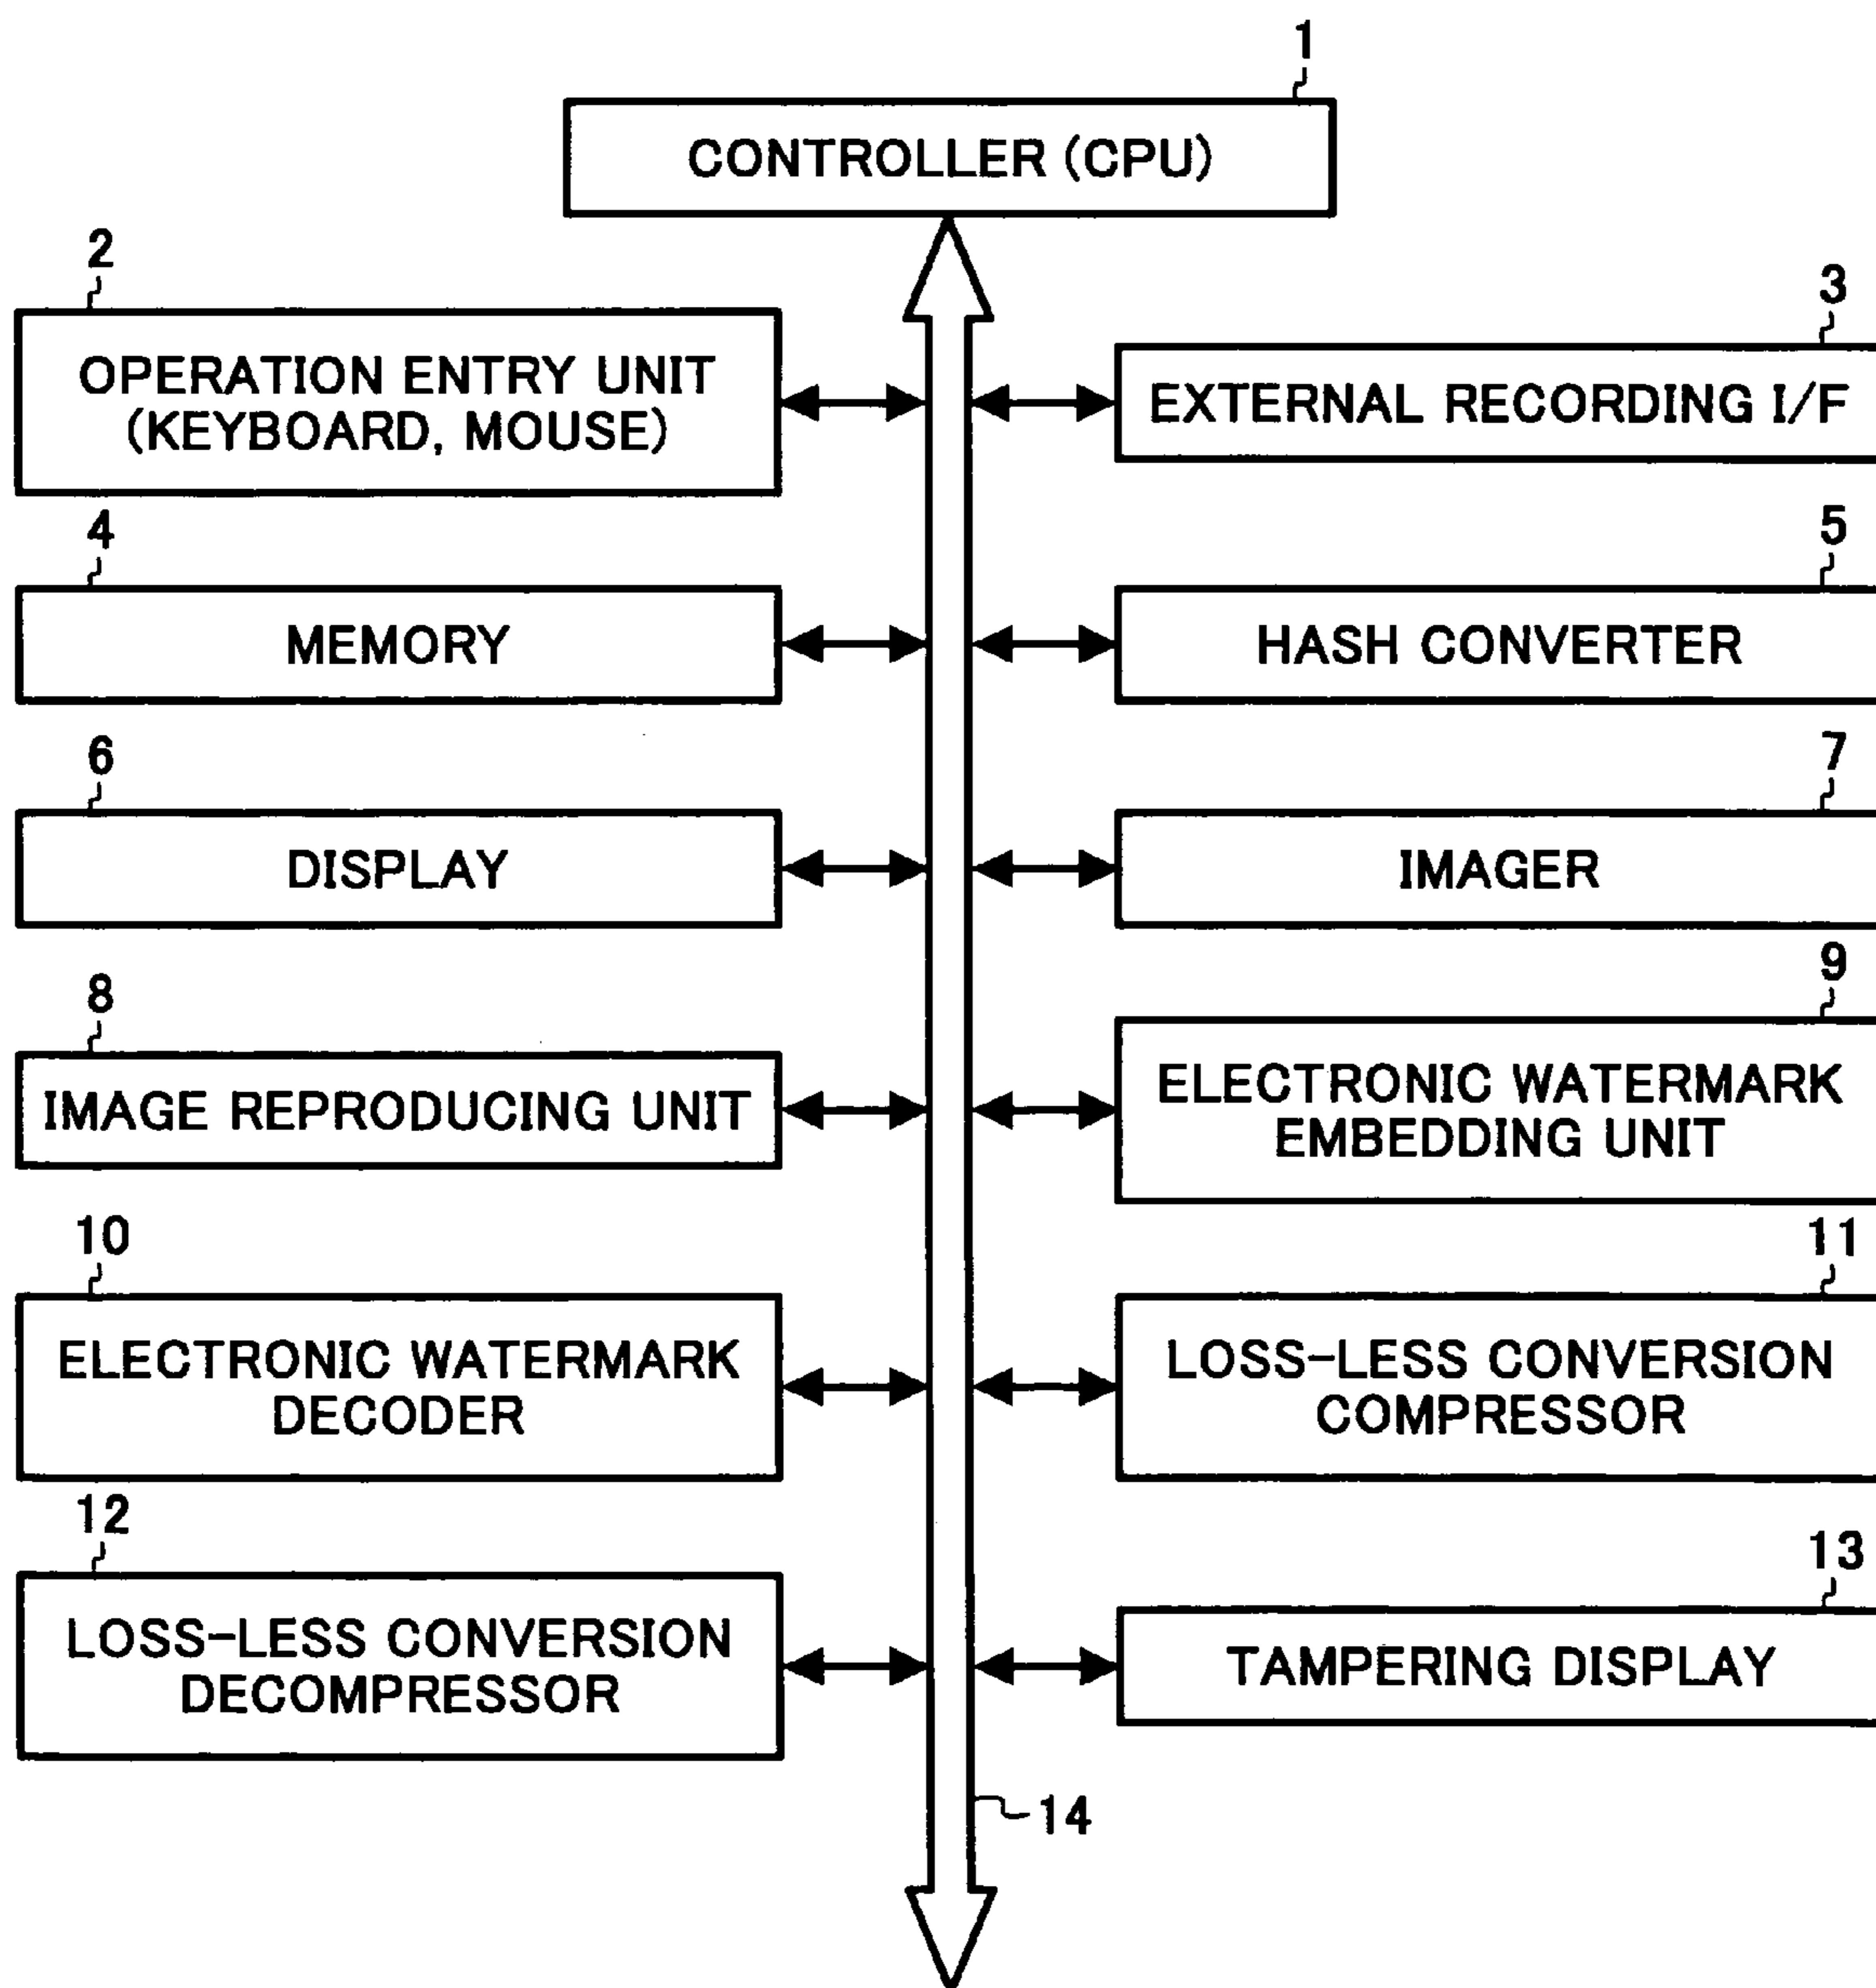 1
CONTROLLER (CPU)
2
OPERATION ENTRY UNIT
(KEYBOARD, MOUSE)
3
EXTERNAL RECORDING I/F
4
MEMORY
5
HASH CONVERTER
6
DISPLAY
7
IMAGER
8
IMAGE REPRODUCING UNIT
9
ELECTRONIC WATERMARK
EMBEDDING UNIT
10
ELECTRONIC WATERMARK
DECODER
11
LOSS-LESS CONVERSION
COMPRESSOR
12
LOSS-LESS CONVERSION
DECOMPRESSOR
13
TAMPERING DISPLAY
14